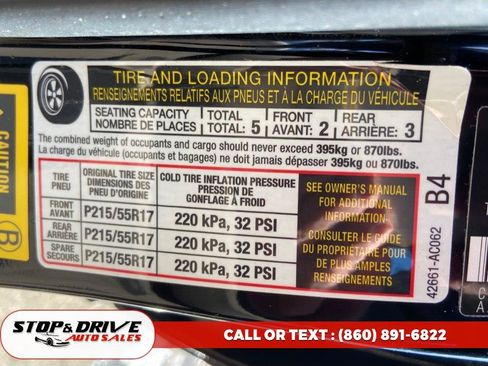 TIRE AND LOADING INFORMATION
RENSEIGNEMENTS RELATIFS AUX PNEUS ET À LA CHARGE DU VÉHICULE
SEATING CAPACITY TOTAL FRONT REAR
NOMBRE DE PLACES TOTAL: 5 AVANT: 2 ARRIÈRE: 3
The combined weight of occupants and cargo should never exceed 395kg or 870lbs.
La charge du véhicule (occupants et bagages) ne doit jamais dépasser 395kg ou 870lbs.
TIRE
PNEU
ORIGINAL TIRE SIZE
DIMENSIONS DES
PNEU D'ORIGINE
COLD TIRE INFLATION PRESSURE
PRESSION DE
GONFLAGE À FROID
FRONT
AVANT
P215/55R17
220 kPa, 32 PSI
REAR
ARRIÈRE
P215/55R17
220 kPa, 32 PSI
SPARE
SECOURS
P215/55R17
220 kPa, 32 PSI
SEE OWNER'S MANUAL
FOR ADDITIONAL
INFORMATION
CONSULTER LE GUIDE
DU PROPRIETAIRE
POUR DE PLUS
AMPLES
RENSEIGNEMENTS
B4
42661-AC062
CAUTION
B
STOP & DRIVE
AUTO SALES
CALL OR TEXT : (860) 891-6822